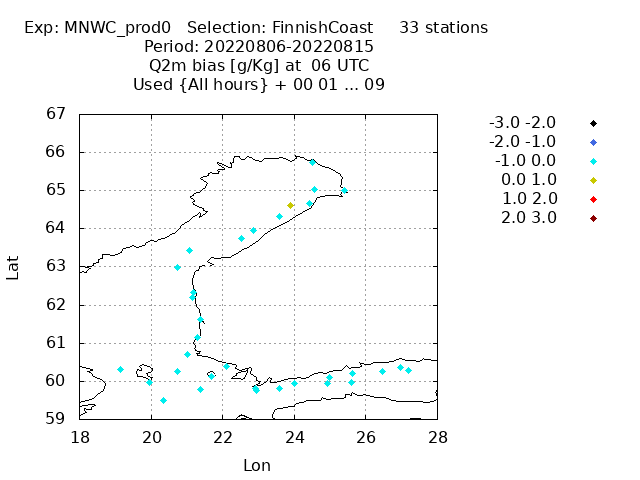 Exp: MNWC_prod0 Selection: FinnishCoast 33 stations
Period: 20220806-20220815
Q2m bias [g/Kg] at 06 UTC
Used {All hours} + 00 01 ... 09
67
66
65
64
63
62
61
60
59
18 20 22 24 26 28
Lat
Lon
-3.0 -2.0
-2.0 -1.0
-1.0 0.0
0.0 1.0
1.0 2.0
2.0 3.0